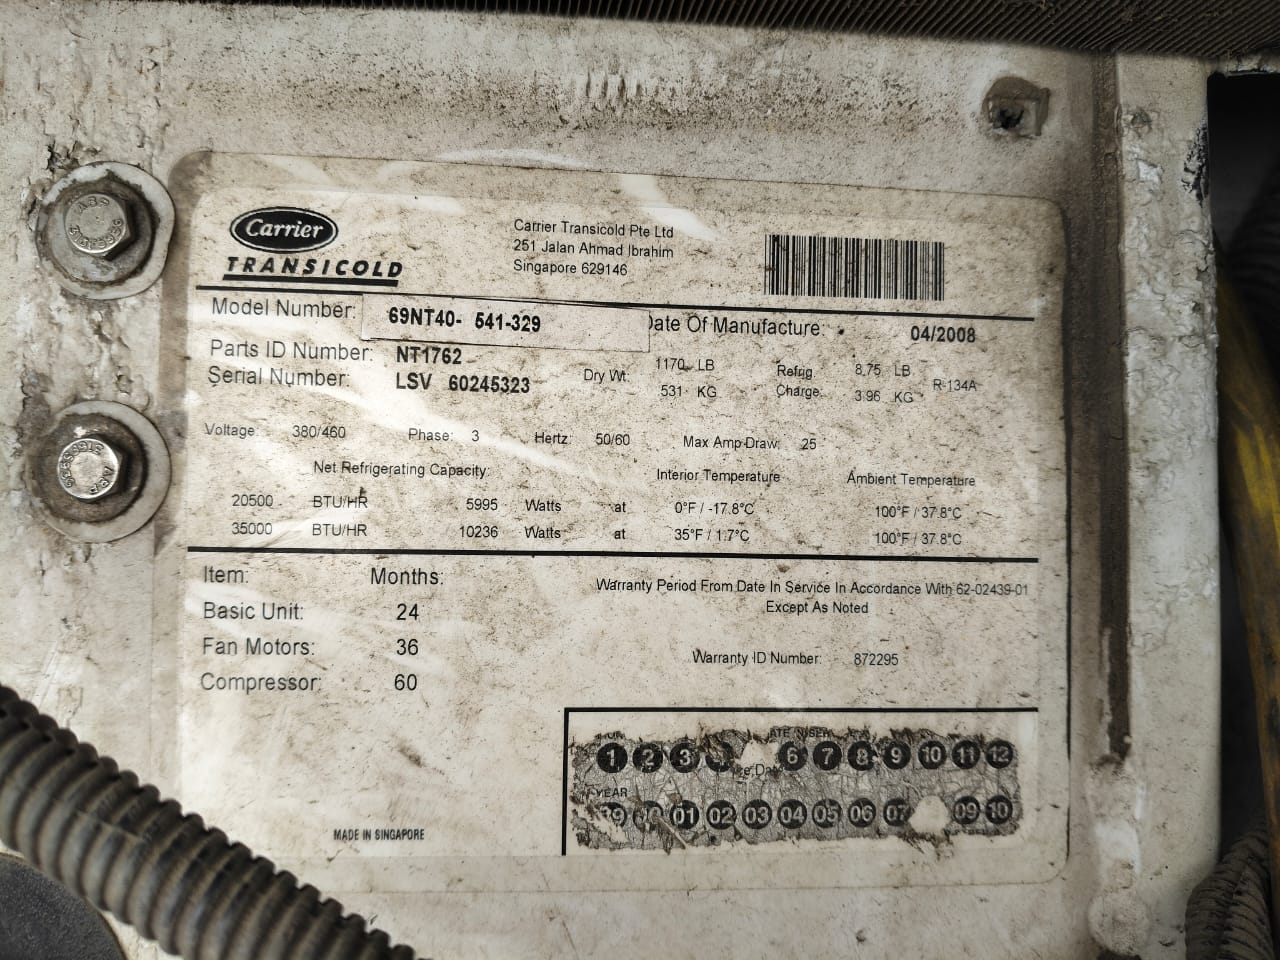 Carrier
TRANSICOLD
Carrier Transicold Pte Ltd
251 Jalan Ahmad Ibrahim
Singapore 629146
Model Number: 69NT40- 541-329
ate Of Manufacture: 04/2008
Parts ID Number: NT1762
Serial Number: LSV 60245323
Dry Wt: 1170 LB
531 KG
Refrig. Charge: 8.75 LB
3.96 KG
R-134A
Voltage: 380/460 Phase: 3 Hertz: 50/60 Max Amp Draw: 25
Net Refrigerating Capacity: Interior Temperature Ambient Temperature
20500 BTU/HR 5995 Watts at 0°F / -17.8°C 100°F / 37.8°C
35000 BTU/HR 10236 Watts at 35°F / 1.7°C 100°F / 37.8°C
Item: Months:
Basic Unit: 24
Fan Motors: 36
Compressor: 60
Warranty Period From Date In Service In Accordance With 62-02439-01
Except As Noted
Warranty ID Number: 872295
1 2 3 6 7 8 9 10 11 12
YEAR
01 02 03 04 05 06 07 09 10
MADE IN SINGAPORE